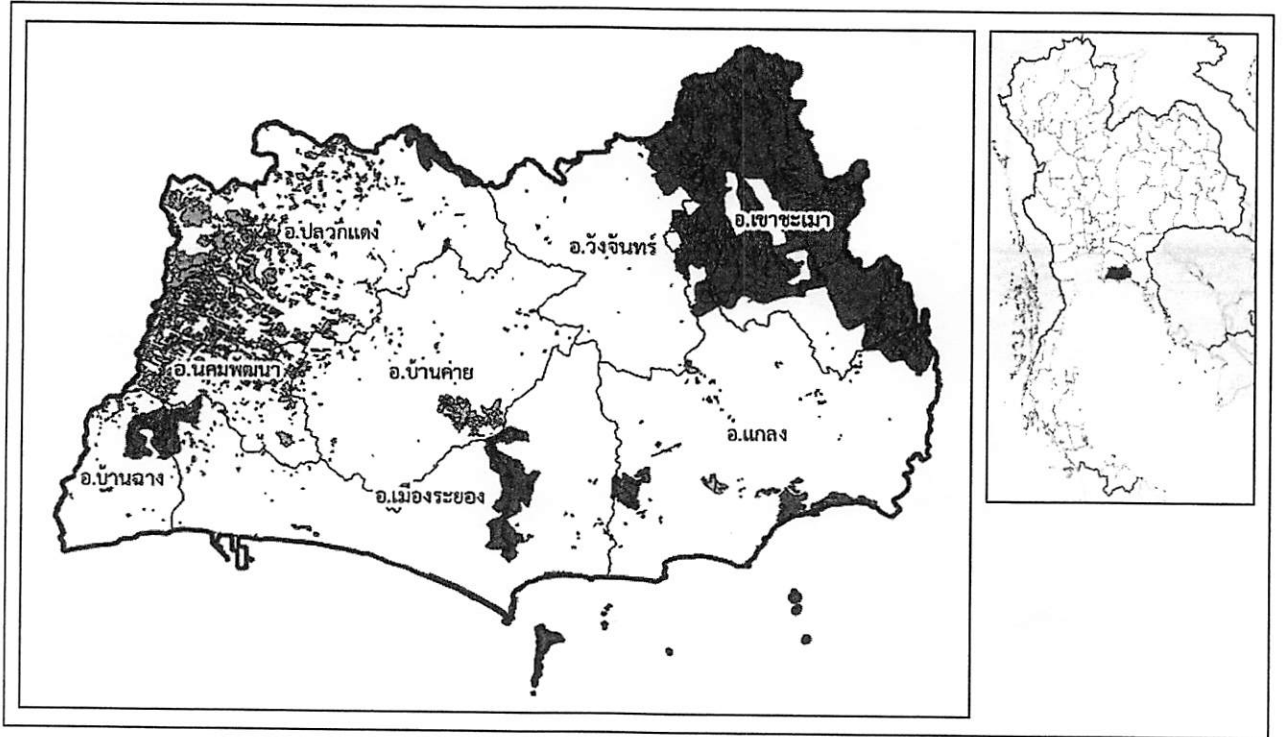 อ.ปลวกแดง
อ.วังจันทร์
อ.เขาชะเมา
อ.นิคมพัฒนา
อ.บ้านค่าย
อ.แกลง
อ.บ้านฉาง
อ.เมืองระยอง